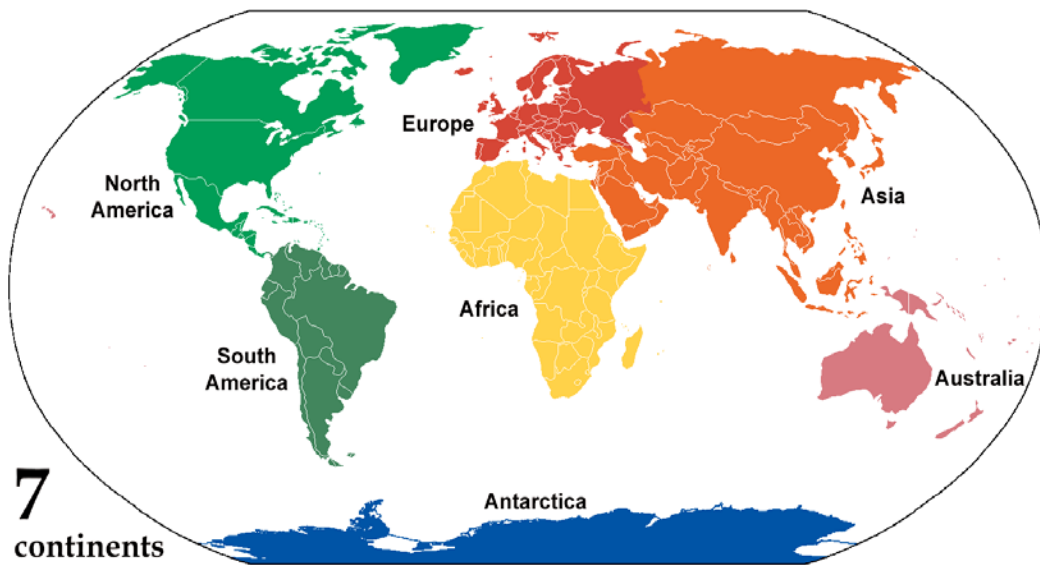 Europe
North
America
Asia
Africa
South
America
Australia
Antarctica
7
continents